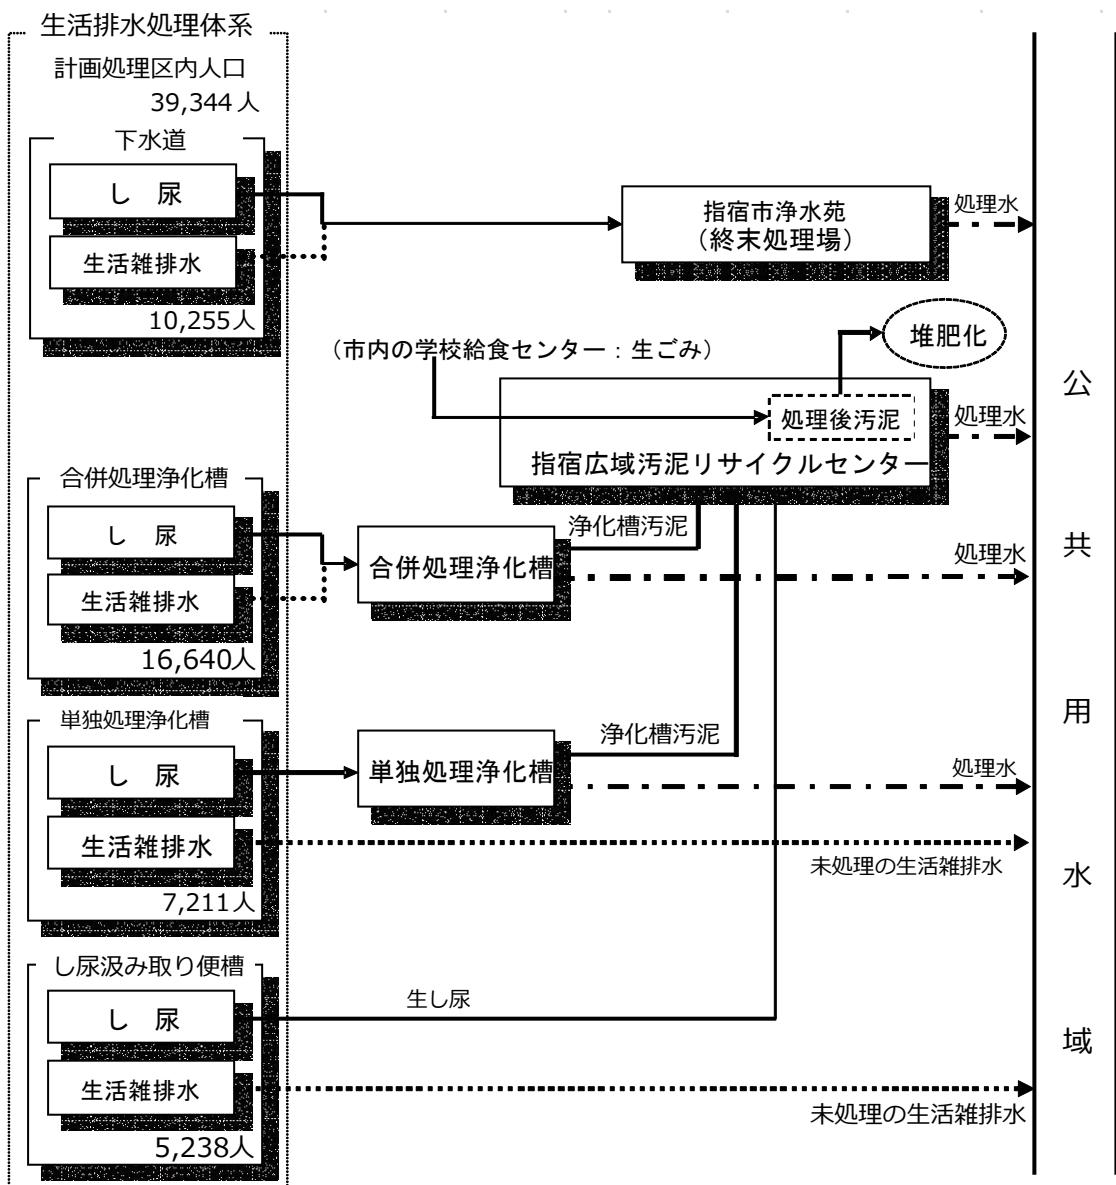 生活排水処理体系
計画処理区内人口
39,344人
下水道
し　尿
生活雑排水
10,255人
指宿市浄水苑
（終末処理場）
処理水
（市内の学校給食センター：生ごみ）
堆肥化
処理後汚泥
指宿広域汚泥リサイクルセンター
処理水
合併処理浄化槽
し　尿
生活雑排水
16,640人
合併処理浄化槽
浄化槽汚泥
処理水
単独処理浄化槽
し　尿
生活雑排水
7,211人
単独処理浄化槽
浄化槽汚泥
処理水
未処理の生活雑排水
し尿汲み取り便槽
し　尿
生活雑排水
5,238人
生し尿
未処理の生活雑排水
公共用水域